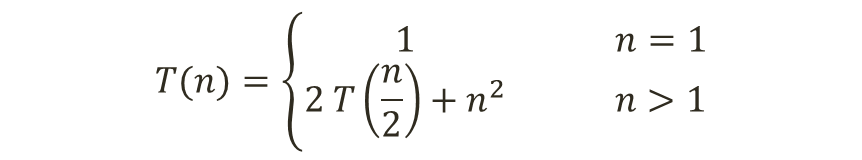 T(n) = { 1 n = 1
2 T(n/2) + n² n > 1